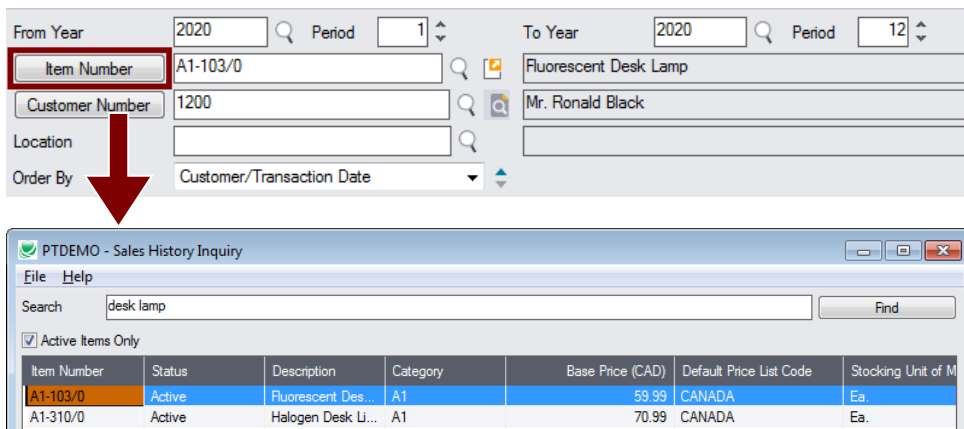 From Year 2020 Period 1 To Year 2020 Period 12
Item Number A1-103/0 Fluorescent Desk Lamp
Customer Number 1200 Mr. Ronald Black
Location
Order By Customer/Transaction Date
PTDEMO - Sales History Inquiry
File Help
Search desk lamp Find
Active Items Only
Item Number Status Description Category Base Price (CAD) Default Price List Code Stocking Unit of M
A1-103/0 Active Fluorescent Des... A1 59.99 CANADA Ea.
A1-310/0 Active Halogen Desk Li... A1 70.99 CANADA Ea.